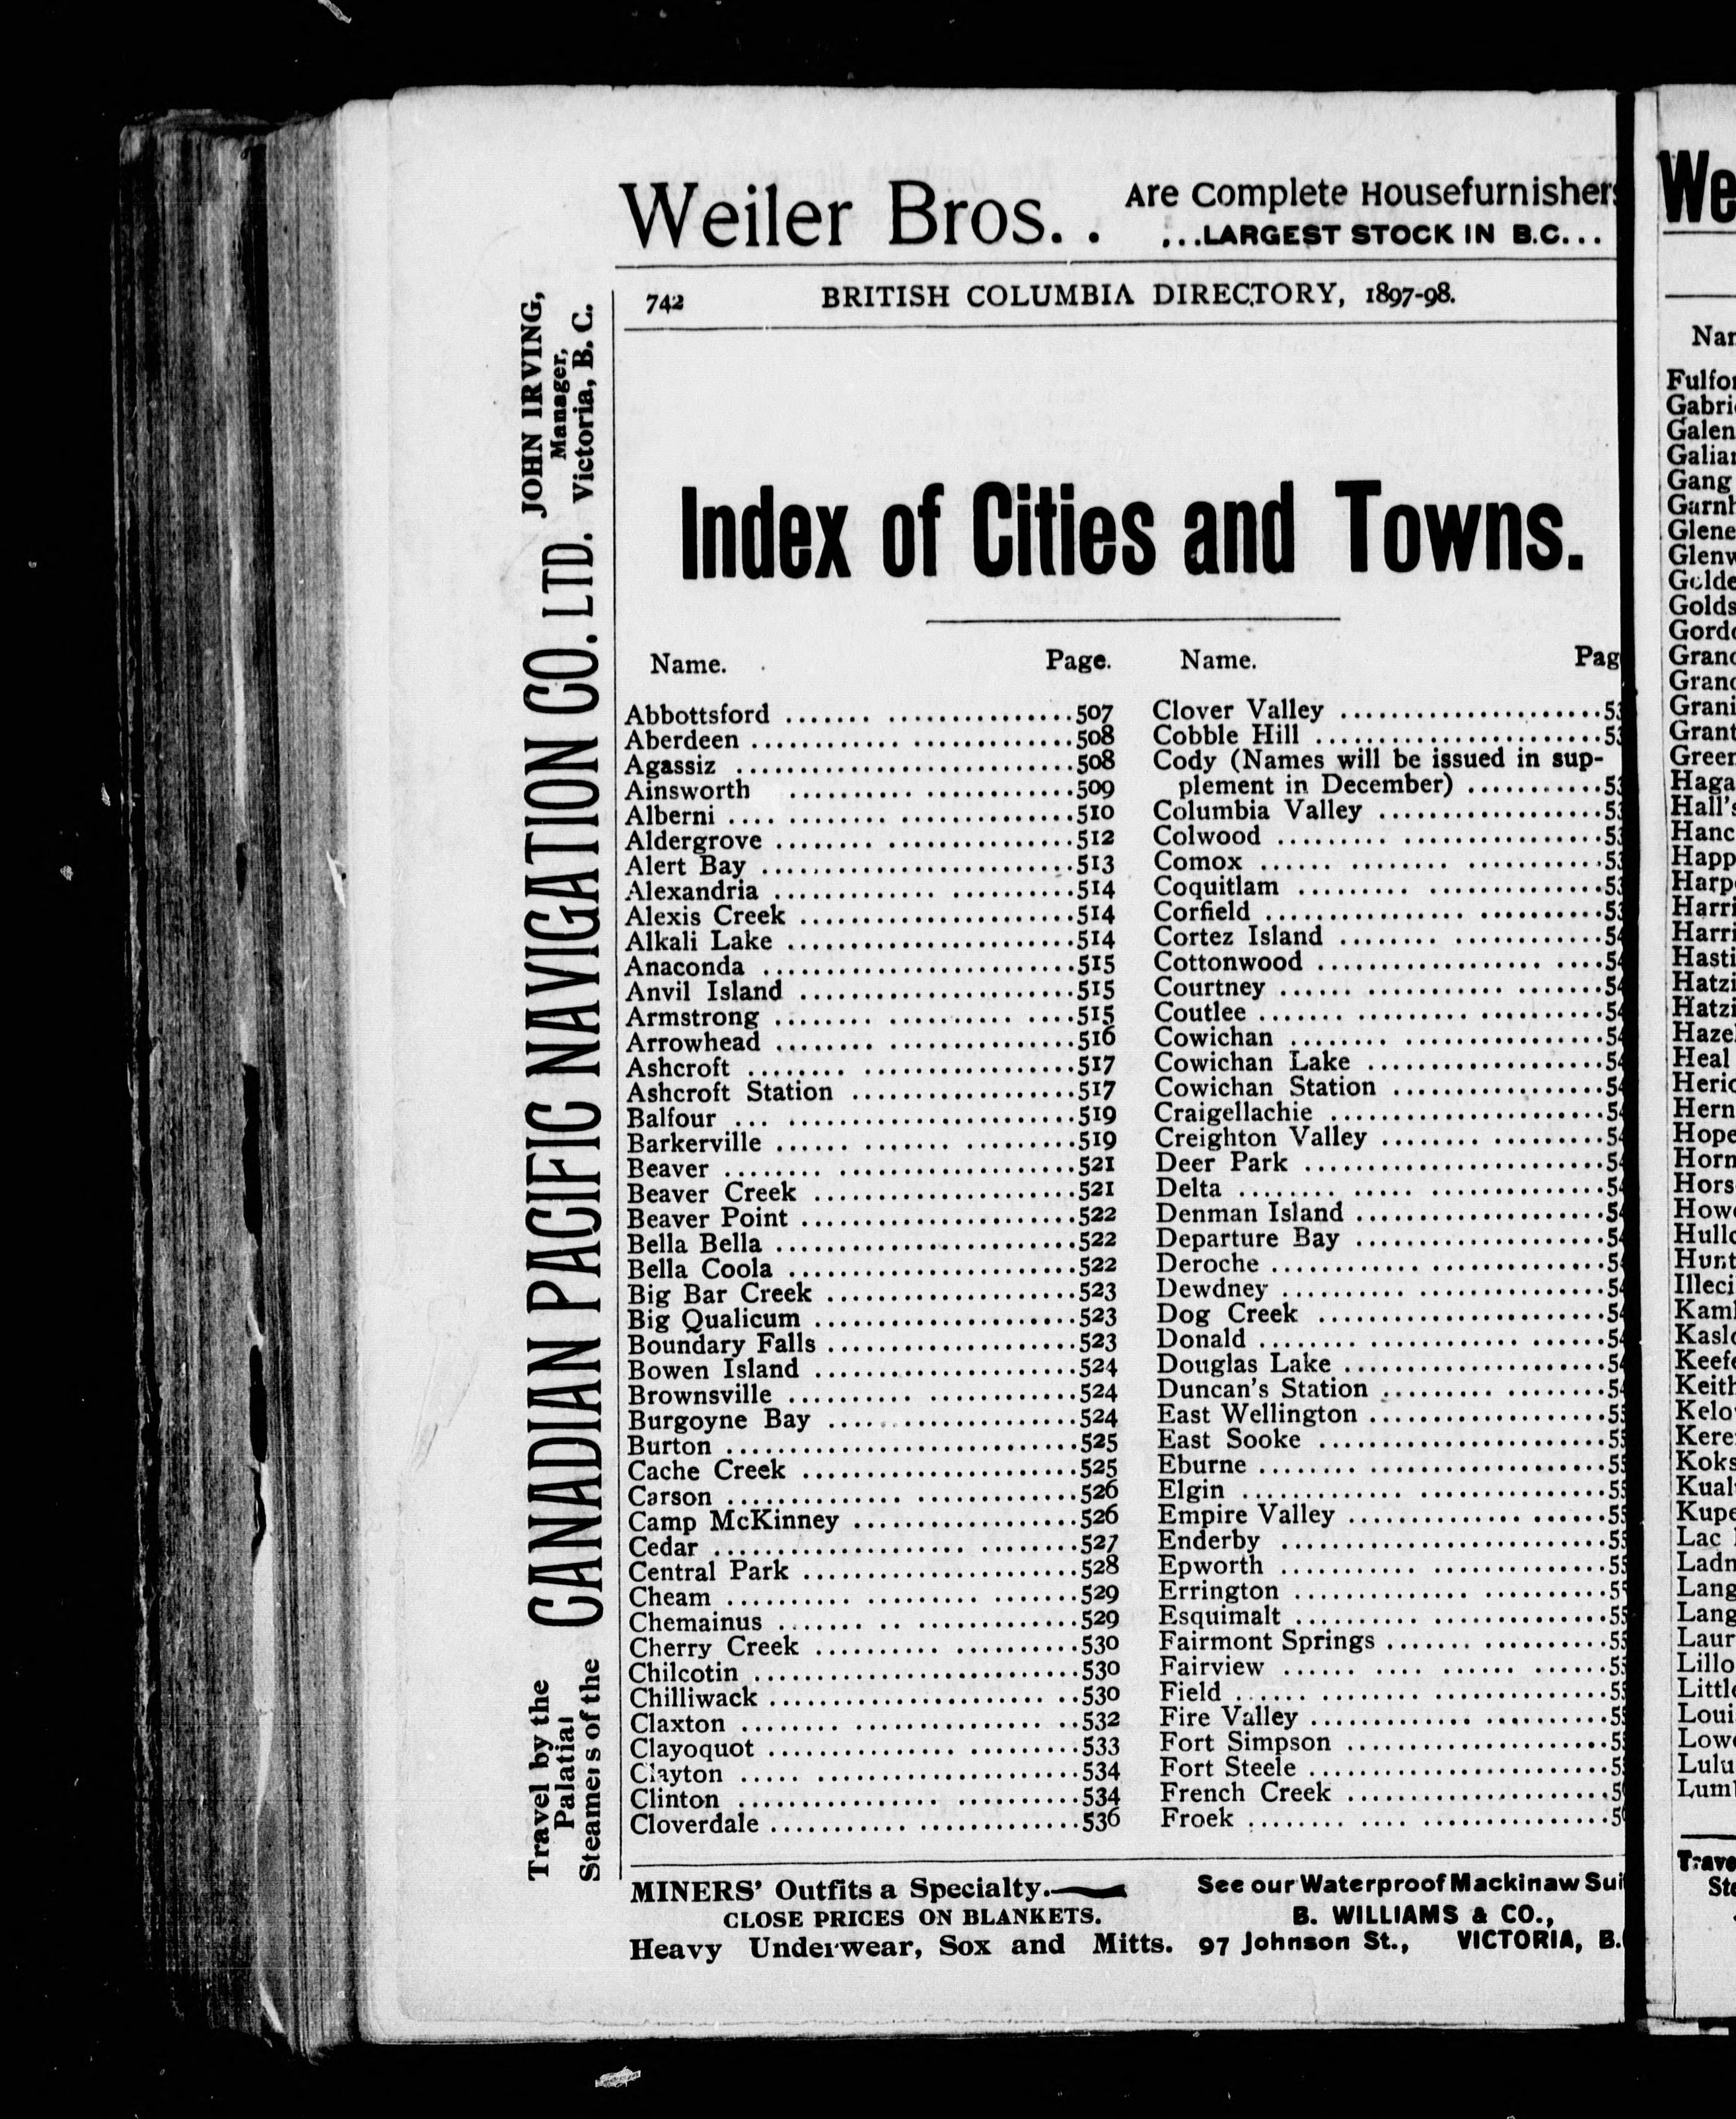 Weiler Bros. . Are Complete Housefurnishers
...LARGEST STOCK IN B.C...
742 BRITISH COLUMBIA DIRECTORY, 1897-98.
Index of Cities and Towns.
Name. Page.
Abbottsford ....... ...............507
Aberdeen ............ .............508
Agassiz ...........................508
Ainsworth .......... ............509
Alberni .... ........ ..............510
Aldergrove ........ ...............512
Alert Bay .........................513
Alexandria ............. ..........514
Alexis Creek ......................514
Alkali Lake .......................514
Anaconda .........................515
Anvil Island ......................515
Armstrong ........ .......... ....515
Arrowhead ........ ...............516
Ashcroft ........ ...................517
Ashcroft Station ..................517
Balfour ... .......................519
Barkerville ...... ....... .........519
Beaver ........ ...................521
Beaver Creek .....................521
Beaver Point ......................522
Bella Bella ........................522
Bella Coola .......................522
Big Bar Creek ....................523
Big Qualicum .....................523
Boundary Falls ....................523
Bowen Island .....................524
Brownsville ......... ..............524
Burgoyne Bay ....................524
Burton ............................525
Cache Creek ......................525
Carson .............. .............526
Camp McKinney ..................526
Cedar .................... .........527
Central Park ......................528
Cheam ............ ........ .......529
Chemainus ....... .. .............529
Cherry Creek .......... ..........530
Chilcotin ..........................530
Chilliwack ...................... ..530
Claxton ........ ................ ..532
Clayoquot ............... ..........533
Clayton ..... .....................534
Clinton ................ ...........534
Cloverdale ........... .............536
Name.
Clover Valley .....................
Cobble Hill .......................
Cody (Names will be issued in sup-
plement in December) ...........
Columbia Valley ..................
Colwood ......... ................
Comox ...... ........ ...........
Coquitlam ......... ..............
Corfield ................ ..........
Cortez Island ........ ............
Cottonwood .................. ....
Courtney ...... ........... .......
Coutlee ....... .......... ..........
Cowichan ........ ................
Cowichan Lake ...................
Cowichan Station .................
Craigellachie ......................
Creighton Valley ........ .........
Deer Park ........................
Delta ........ ..... ..............
Denman Island ....................
Departure Bay ....................
Deroche ............ ..............
Dewdney .......... ...............
Dog Creek .......................
Donald ........ ............ ......
Douglas Lake .....................
Duncan's Station ......... ........
East Wellington ...................
East Sooke .......................
Eburne ........ ...................
Elgin ............. ...............
Empire Valley .............. ......
Enderby ..........................
Epworth ............ .............
Errington ............... ..........
Esquimalt .......... .............
Fairmont Springs ....... ..........
Fairview ...... .... ...... ......
Field ...... ......... ..............
Fire Valley .............. .........
Fort Simpson .....................
Fort Steele ........................
French Creek .....................
Froek ........ .... ...............
JOHN IRVING,
Manager,
Victoria, B. C.
CANADIAN PACIFIC NAVIGATION CO. LTD.
Travel by the
Palatial
Steamers of the
MINERS' Outfits a Specialty.
CLOSE PRICES ON BLANKETS.
Heavy Underwear, Sox and Mitts.
See our Waterproof Mackinaw
B. WILLIAMS & CO.,
97 Johnson St., VICTORIA,